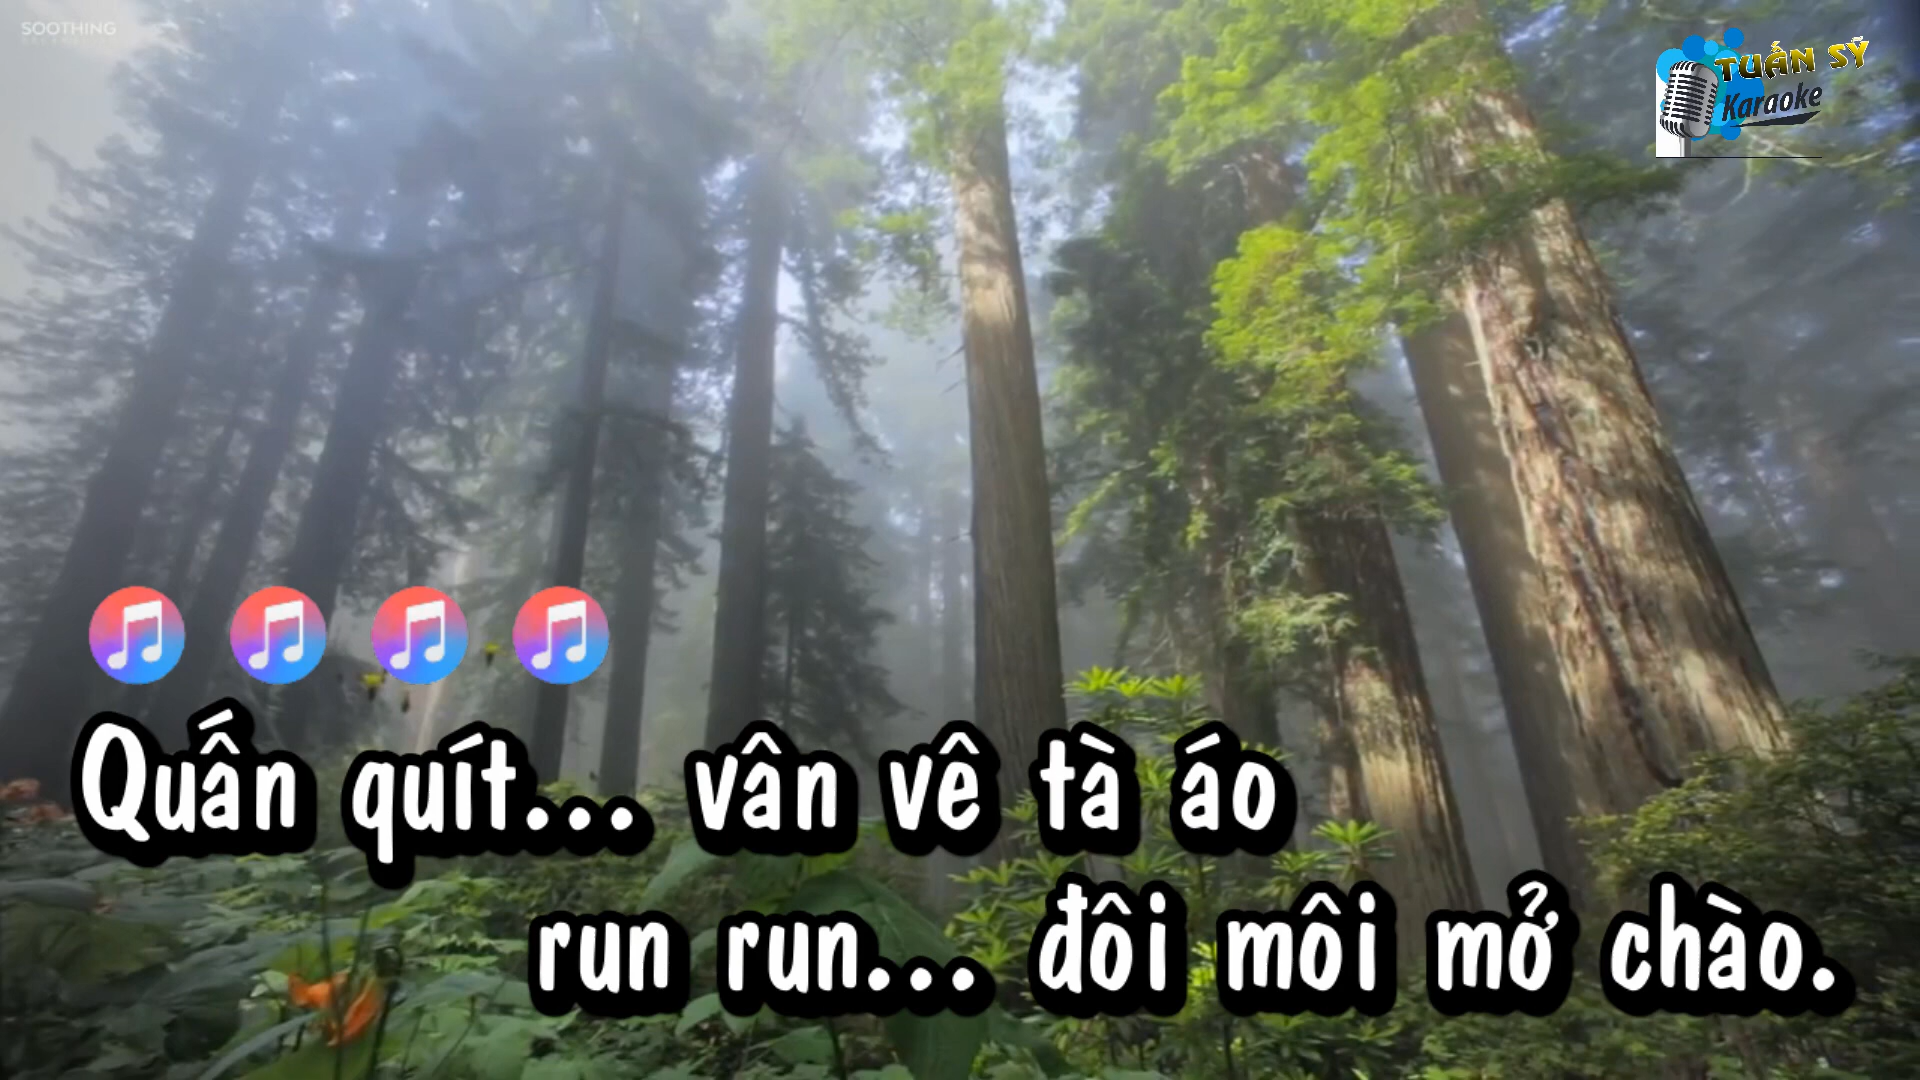 SOOTHING
TUẤN SỸ
Karaoke
Quấn quít... vân vê tà áo
run run... đôi môi mở chào.